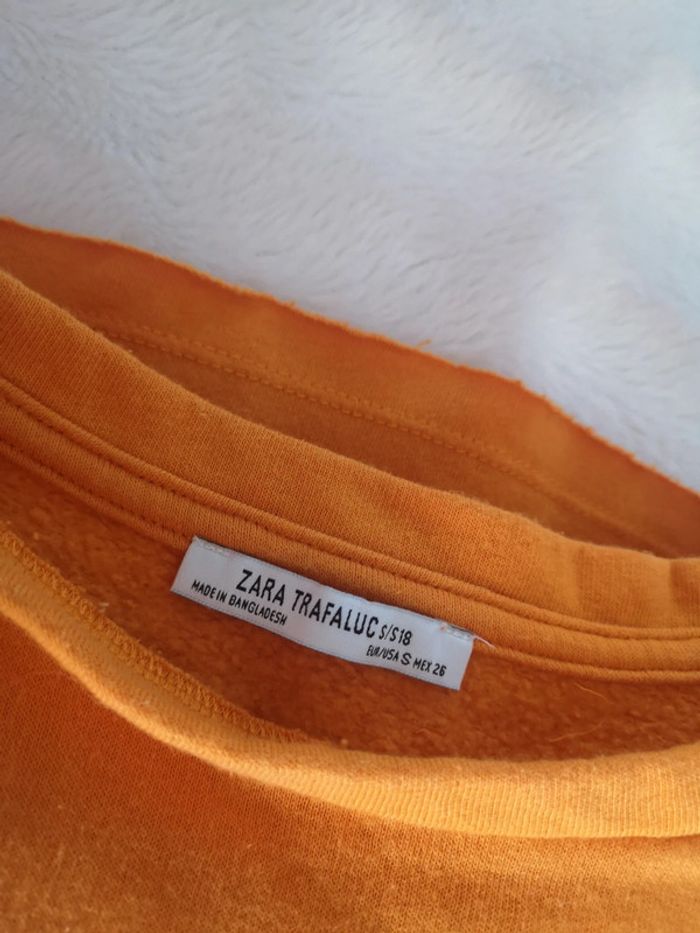 ZARA TRAFALUC S/S18
MADE IN BANGLADESH
EUR/USA S MEX 26